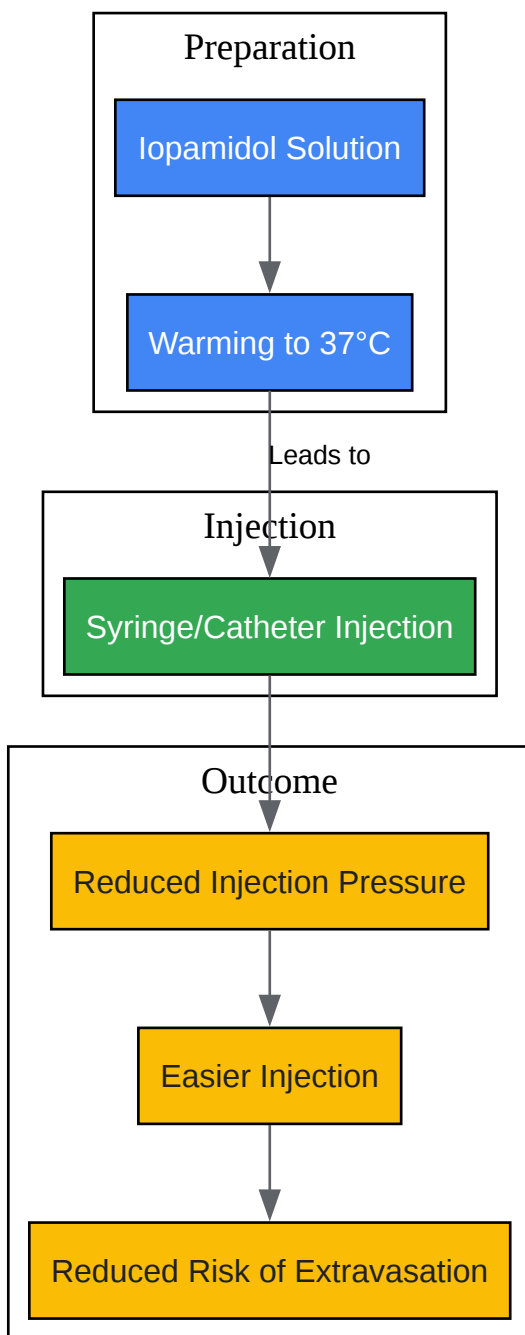 Preparation
Iopamidol Solution
Warming to 37°C
Leads to
Injection
Syringe/Catheter Injection
Outcome
Reduced Injection Pressure
Easier Injection
Reduced Risk of Extravasation